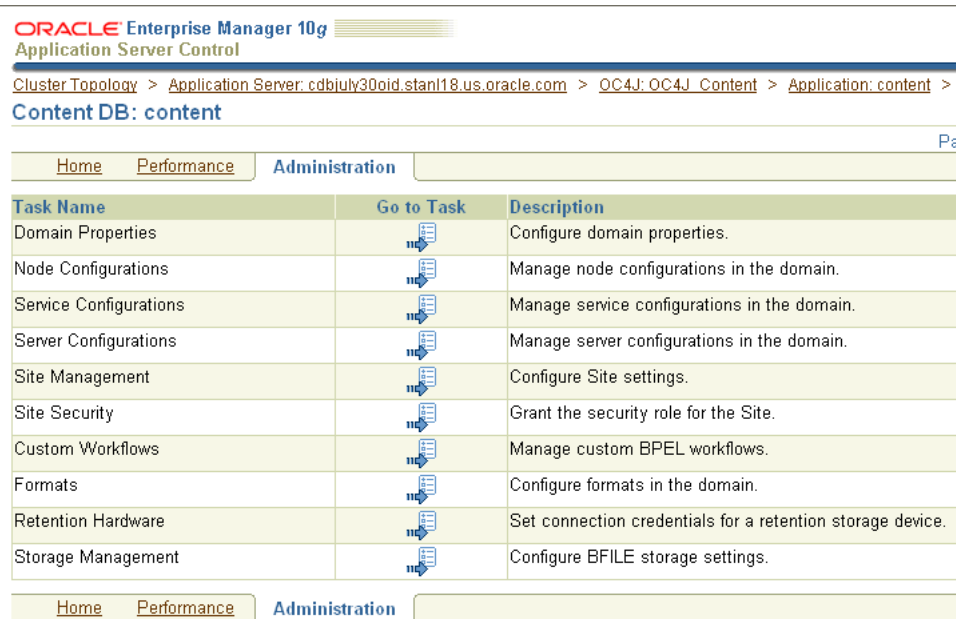 ORACLE Enterprise Manager 10g
Application Server Control
Cluster Topology > Application Server: cdbjuly30oid.stanl18.us.oracle.com > OC4J: OC4J_Content > Application: content >
Content DB: content
Home Performance Administration
Task Name Go to Task Description
Domain Properties Configure domain properties.
Node Configurations Manage node configurations in the domain.
Service Configurations Manage service configurations in the domain.
Server Configurations Manage server configurations in the domain.
Site Management Configure Site settings.
Site Security Grant the security role for the Site.
Custom Workflows Manage custom BPEL workflows.
Formats Configure formats in the domain.
Retention Hardware Set connection credentials for a retention storage device.
Storage Management Configure BFILE storage settings.
Home Performance Administration